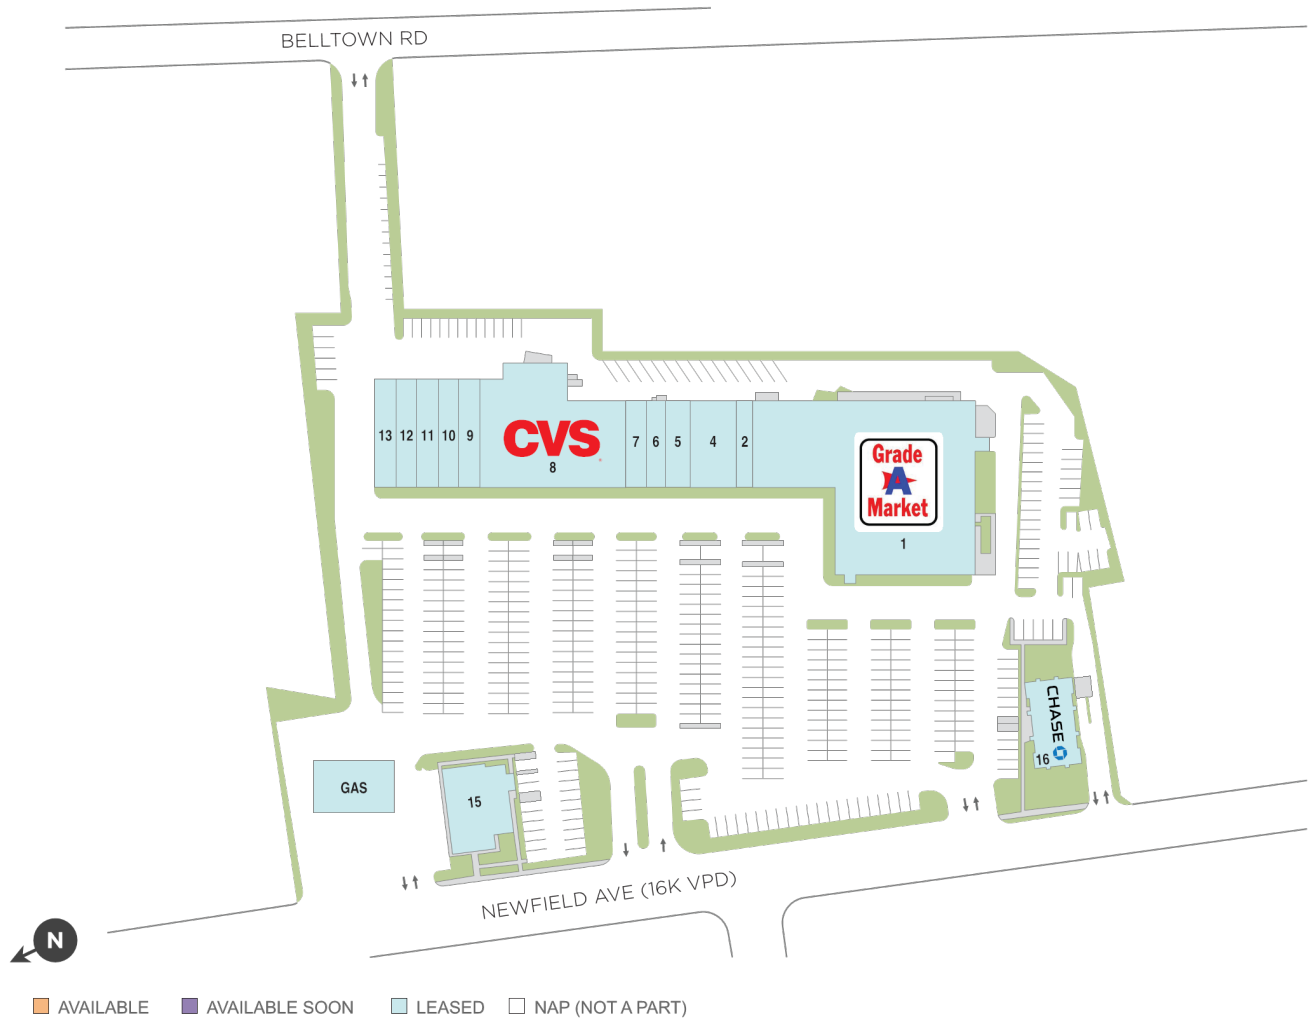 BELLTOWN RD
13 12 11 10 9 CVS 8 7 6 5 4 2
Grade
A
Market
1
CHASE
16
GAS
15
NEWFIELD AVE (16K VPD)
N
AVAILABLE AVAILABLE SOON LEASED NAP (NOT A PART)